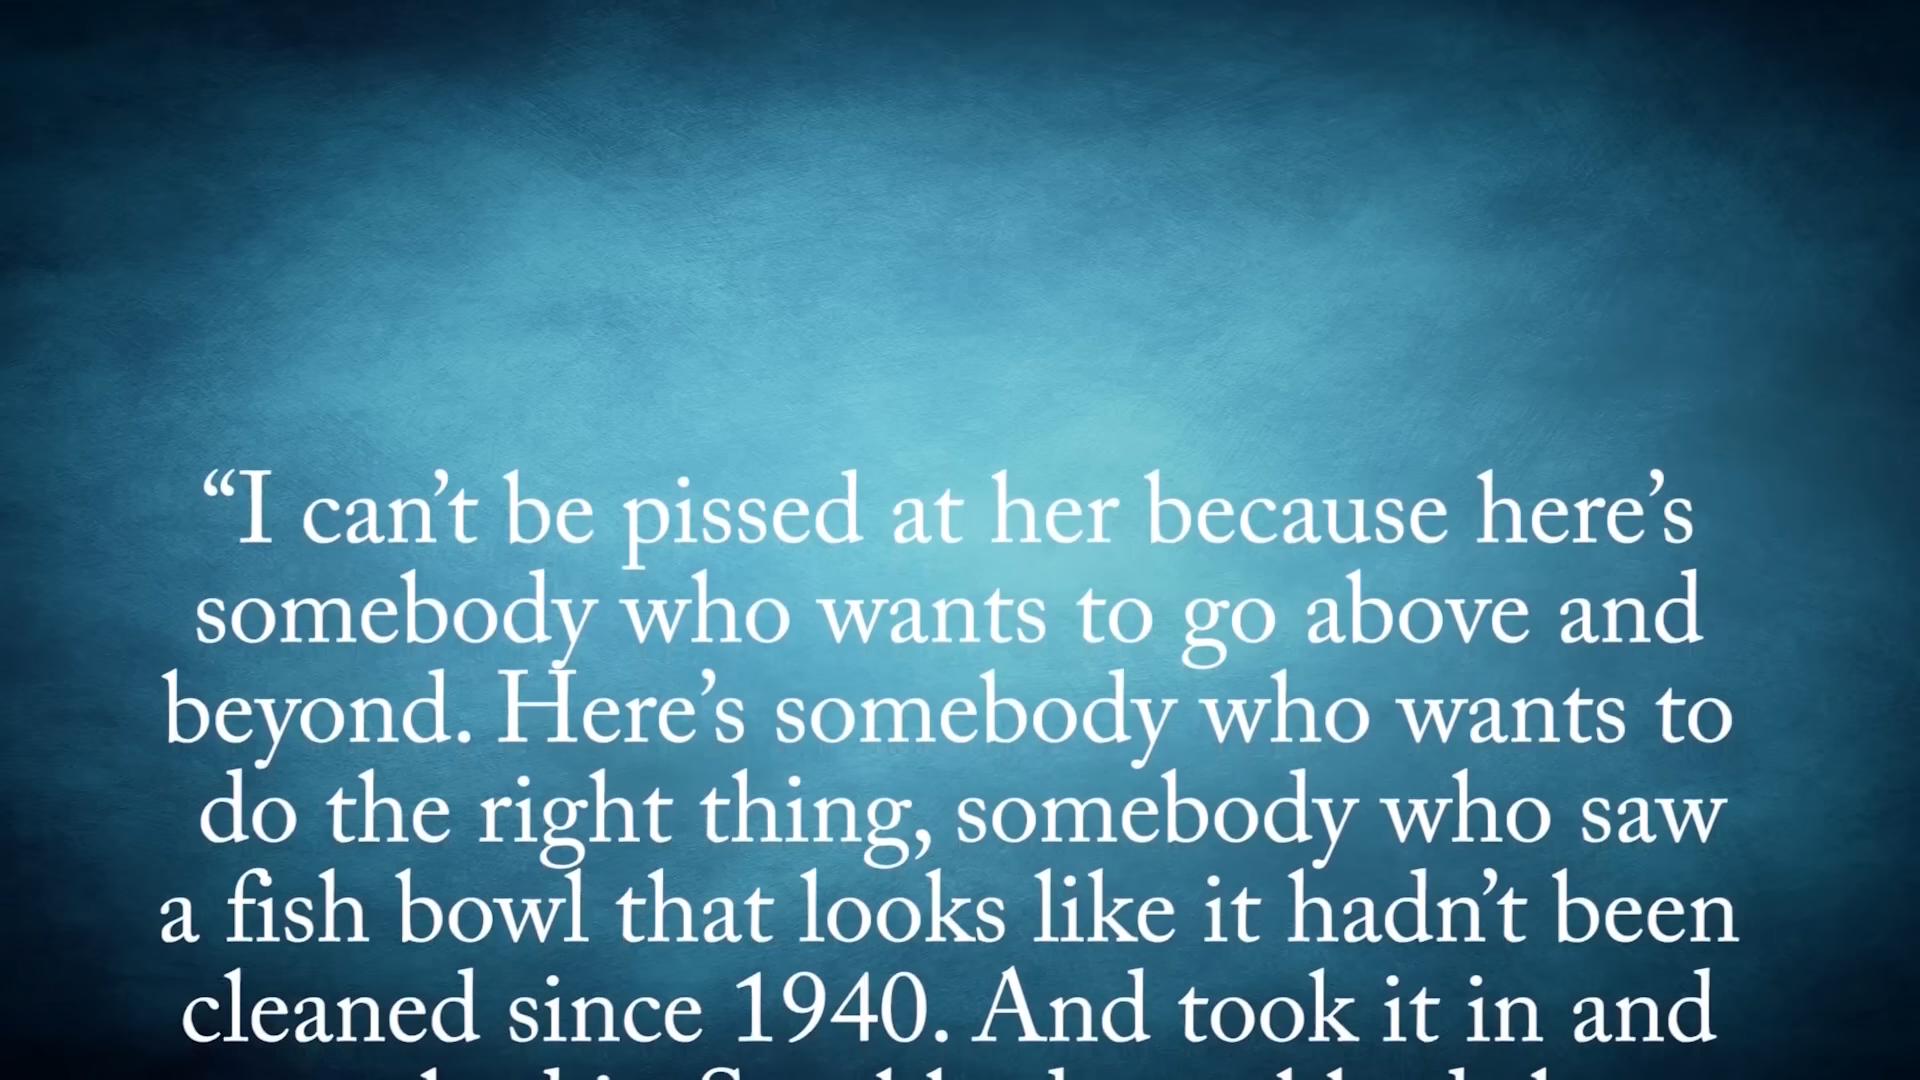 “I can’t be pissed at her because here’s
somebody who wants to go above and
beyond. Here’s somebody who wants to
do the right thing, somebody who saw
a fish bowl that looks like it hadn’t been
cleaned since 1940. And took it in and